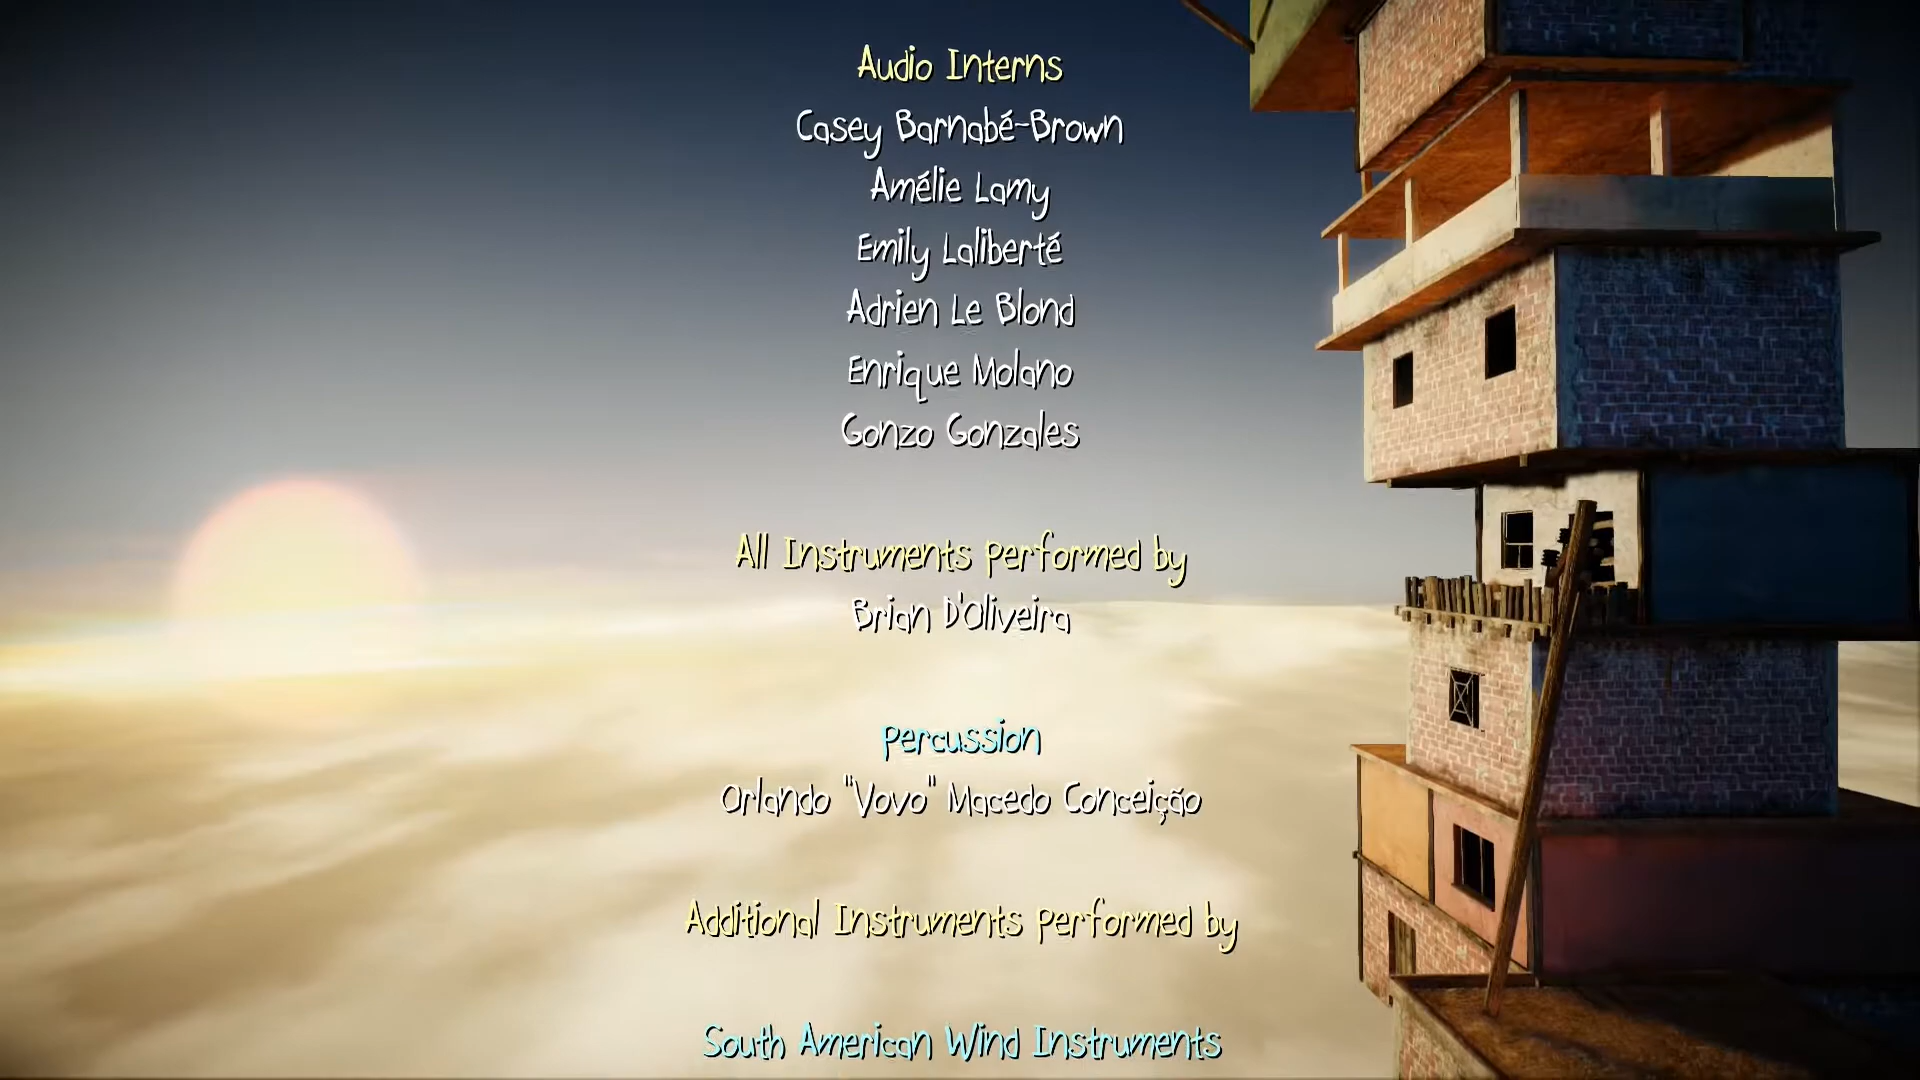 Audio Interns
Casey Barnabé-Brown
Amélie Lamy
Emily Laliberté
Adrien Le Blond
Enrique Molano
Gonzo Gonzales
All Instruments performed by
Brian D'Oliveira
Percussion
Orlando "Vovo" Macedo Conceição
Additional Instruments performed by
South American Wind Instruments